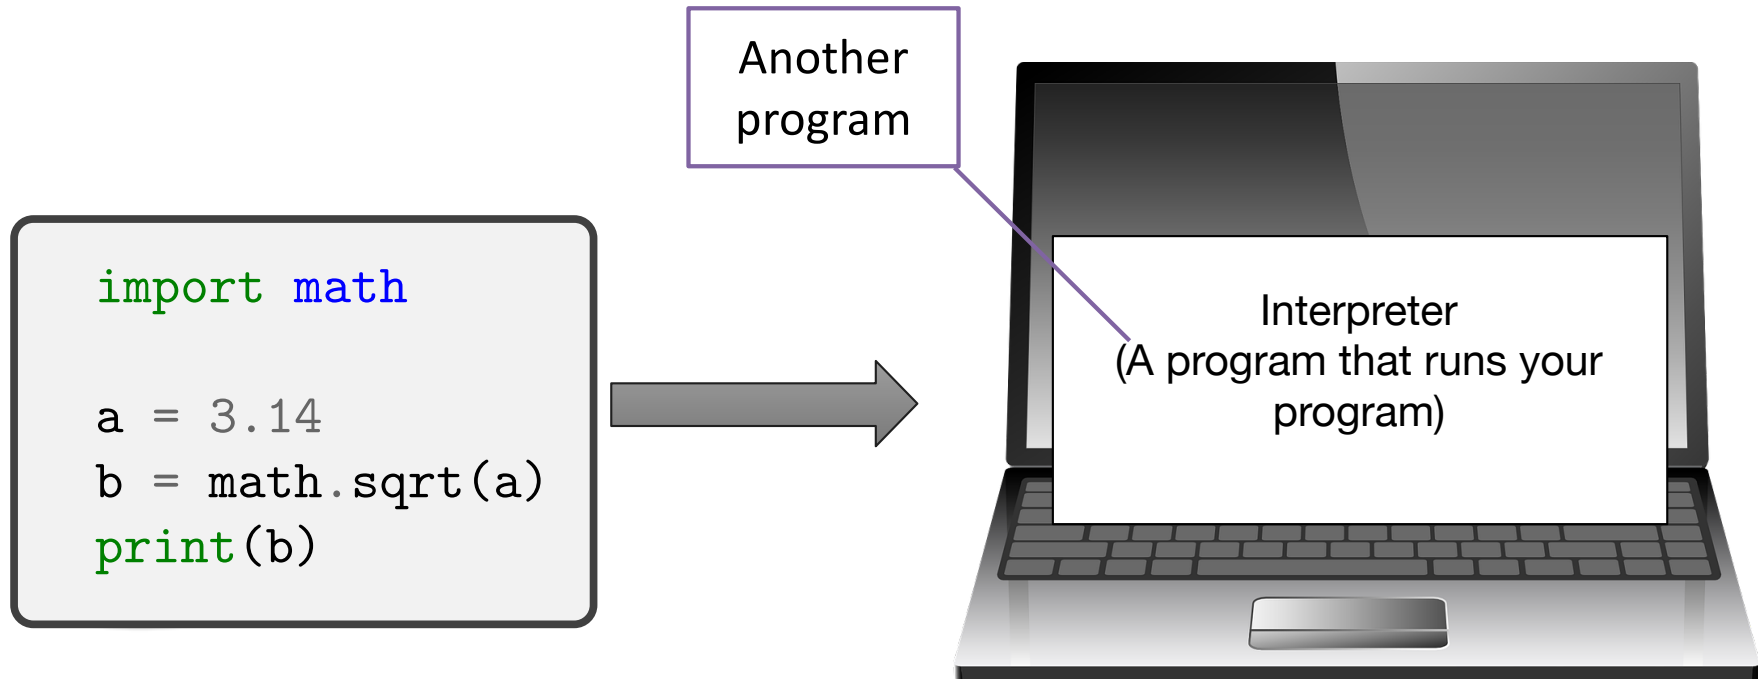 Another
program
import math
a = 3.14
b = math.sqrt(a)
print(b)
Interpreter
(A program that runs your
program)